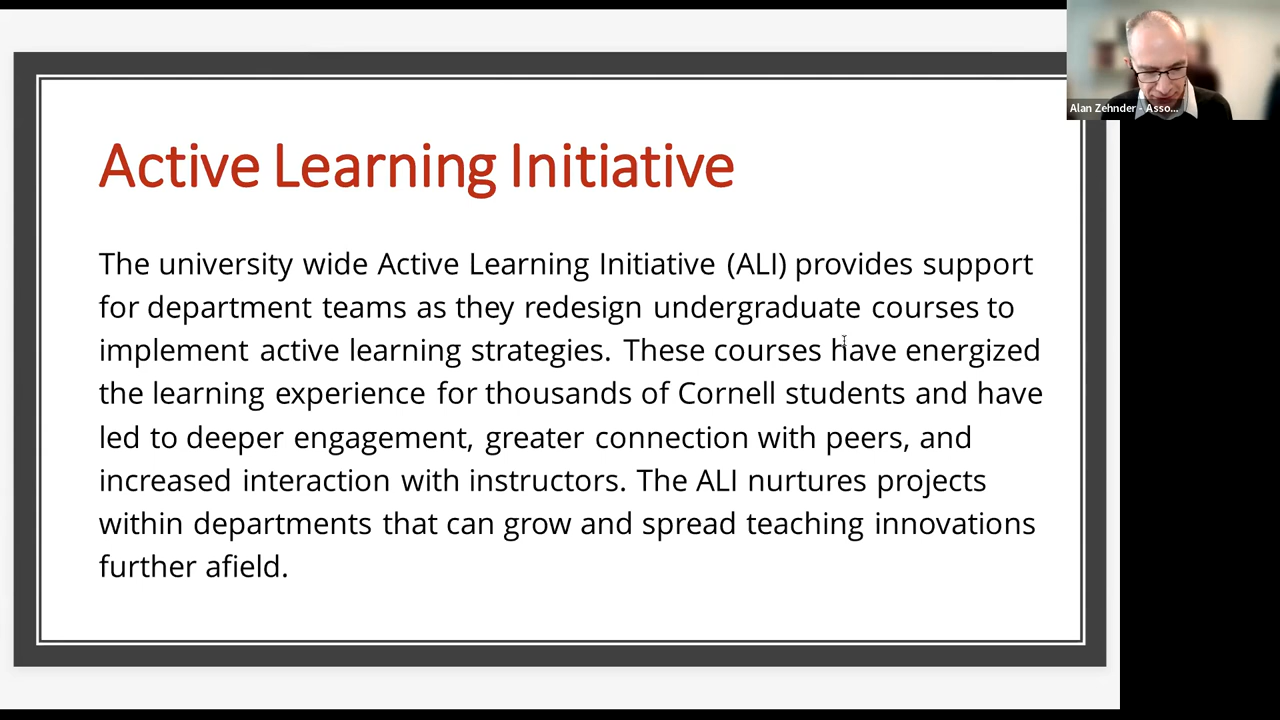 Active Learning Initiative
The university wide Active Learning Initiative (ALI) provides support
for department teams as they redesign undergraduate courses to
implement active learning strategies. These courses have energized
the learning experience for thousands of Cornell students and have
led to deeper engagement, greater connection with peers, and
increased interaction with instructors. The ALI nurtures projects
within departments that can grow and spread teaching innovations
further afield.
Alan Zehnder - Asso...